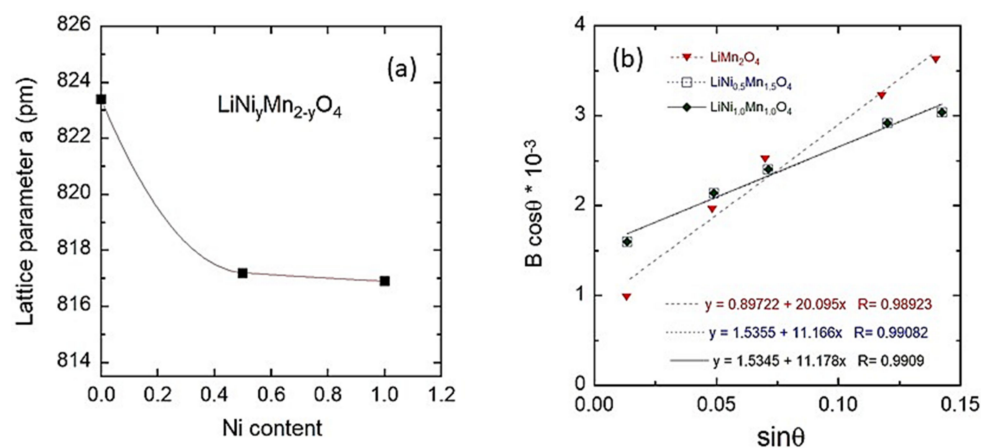 826
824
822
820
818
816
814
0.0 0.2 0.4 0.6 0.8 1.0 1.2
Lattice parameter a (pm)
Ni content
(a)
LiNiyMn2-yO4
4
3
2
1
0
0.00 0.05 0.10 0.15
B cosθ * 10-3
sinθ
(b)
LiMn2O4
LiNi0.5Mn1.5O4
LiNi1.0Mn1.0O4
y = 0.89722 + 20.095x R= 0.98923
y = 1.5355 + 11.166x R= 0.99082
y = 1.5345 + 11.178x R= 0.9909